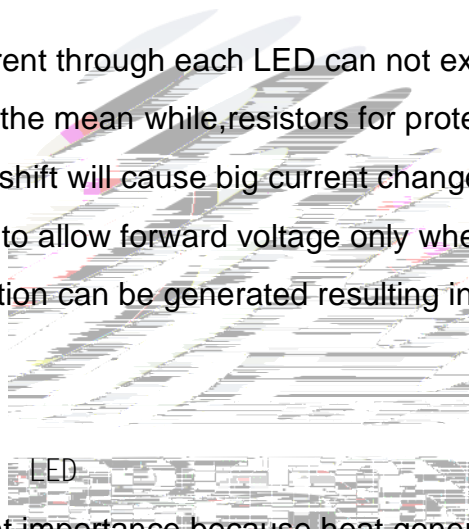 rent through each LED can not ex
the mean while,resistors for prote
shift will cause big current change
to allow forward voltage only whe
tion can be generated resulting in
LED
t importance because heat gene